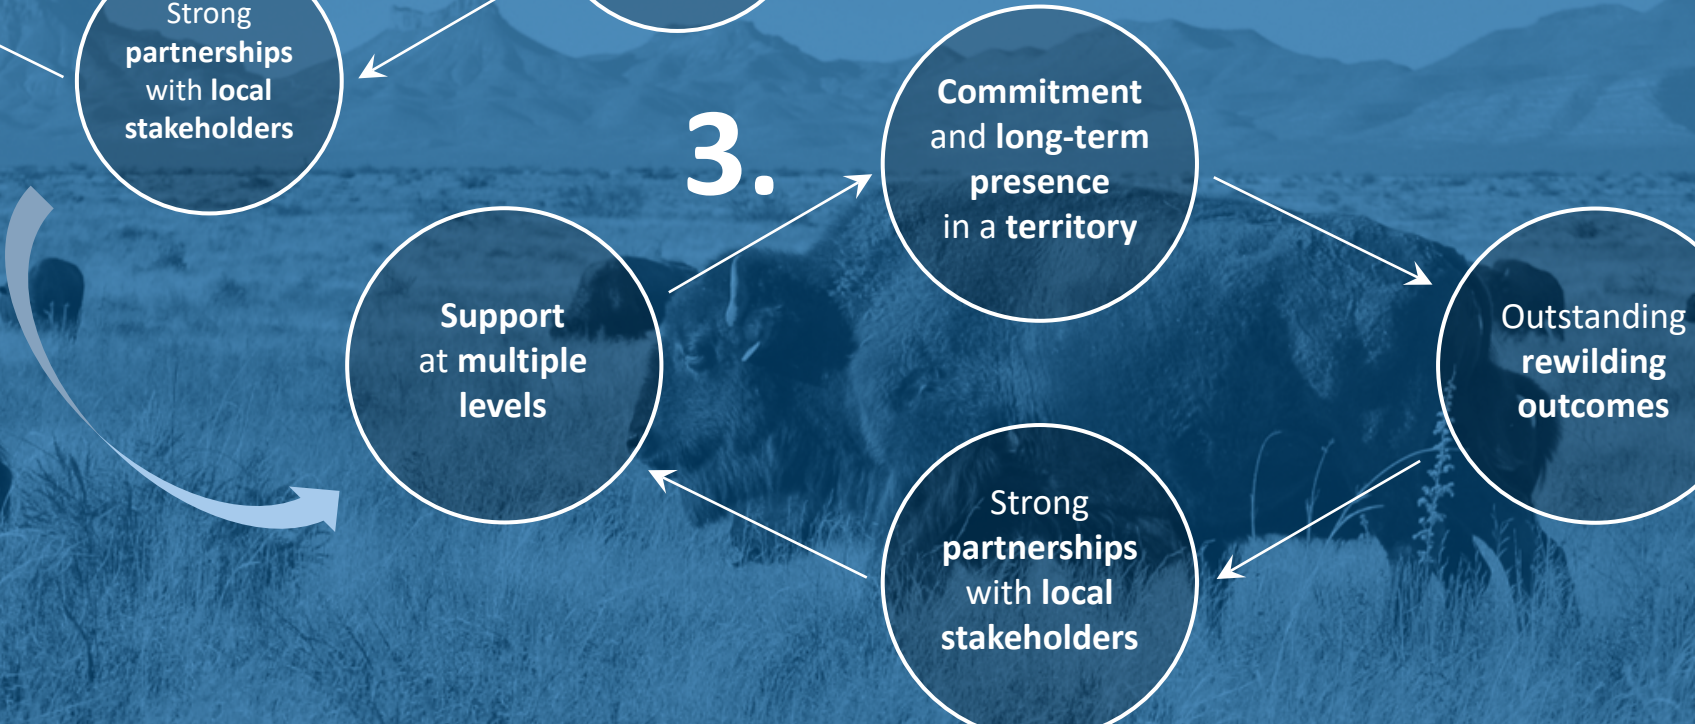 Strong
partnerships
with local
stakeholders
3.
Commitment
and long-term
presence
in a territory
Support
at multiple
levels
Outstanding
rewilding
outcomes
Strong
partnerships
with local
stakeholders